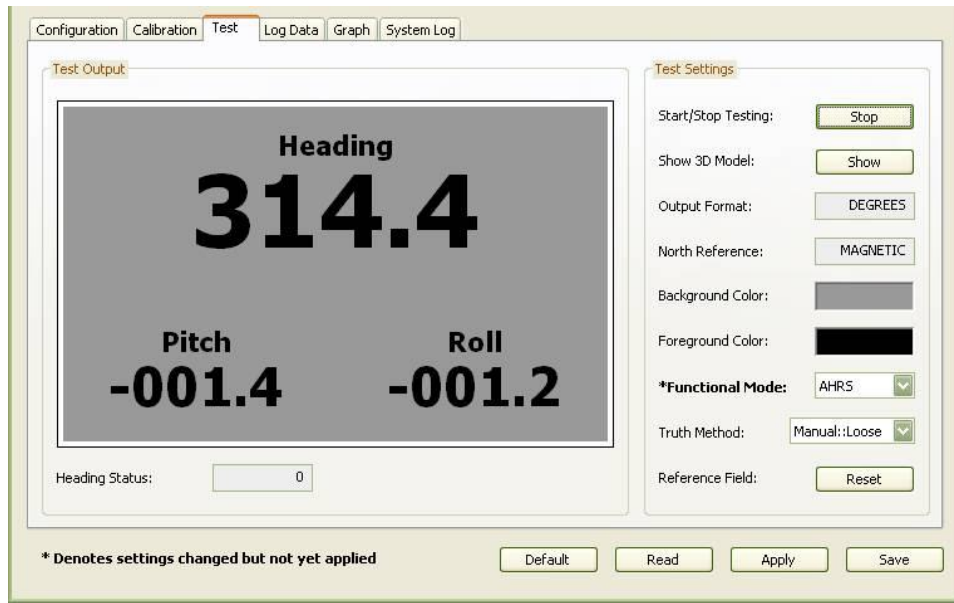 Configuration Calibration Test Log Data Graph System Log
Test Output
Heading
314.4
Pitch
-001.4
Roll
-001.2
Heading Status: 0
Test Settings
Start/Stop Testing: Stop
Show 3D Model: Show
Output Format: DEGREES
North Reference: MAGNETIC
Background Color:
Foreground Color:
*Functional Mode: AHRS
Truth Method: Manual::Loose
Reference Field: Reset
* Denotes settings changed but not yet applied
Default Read Apply Save